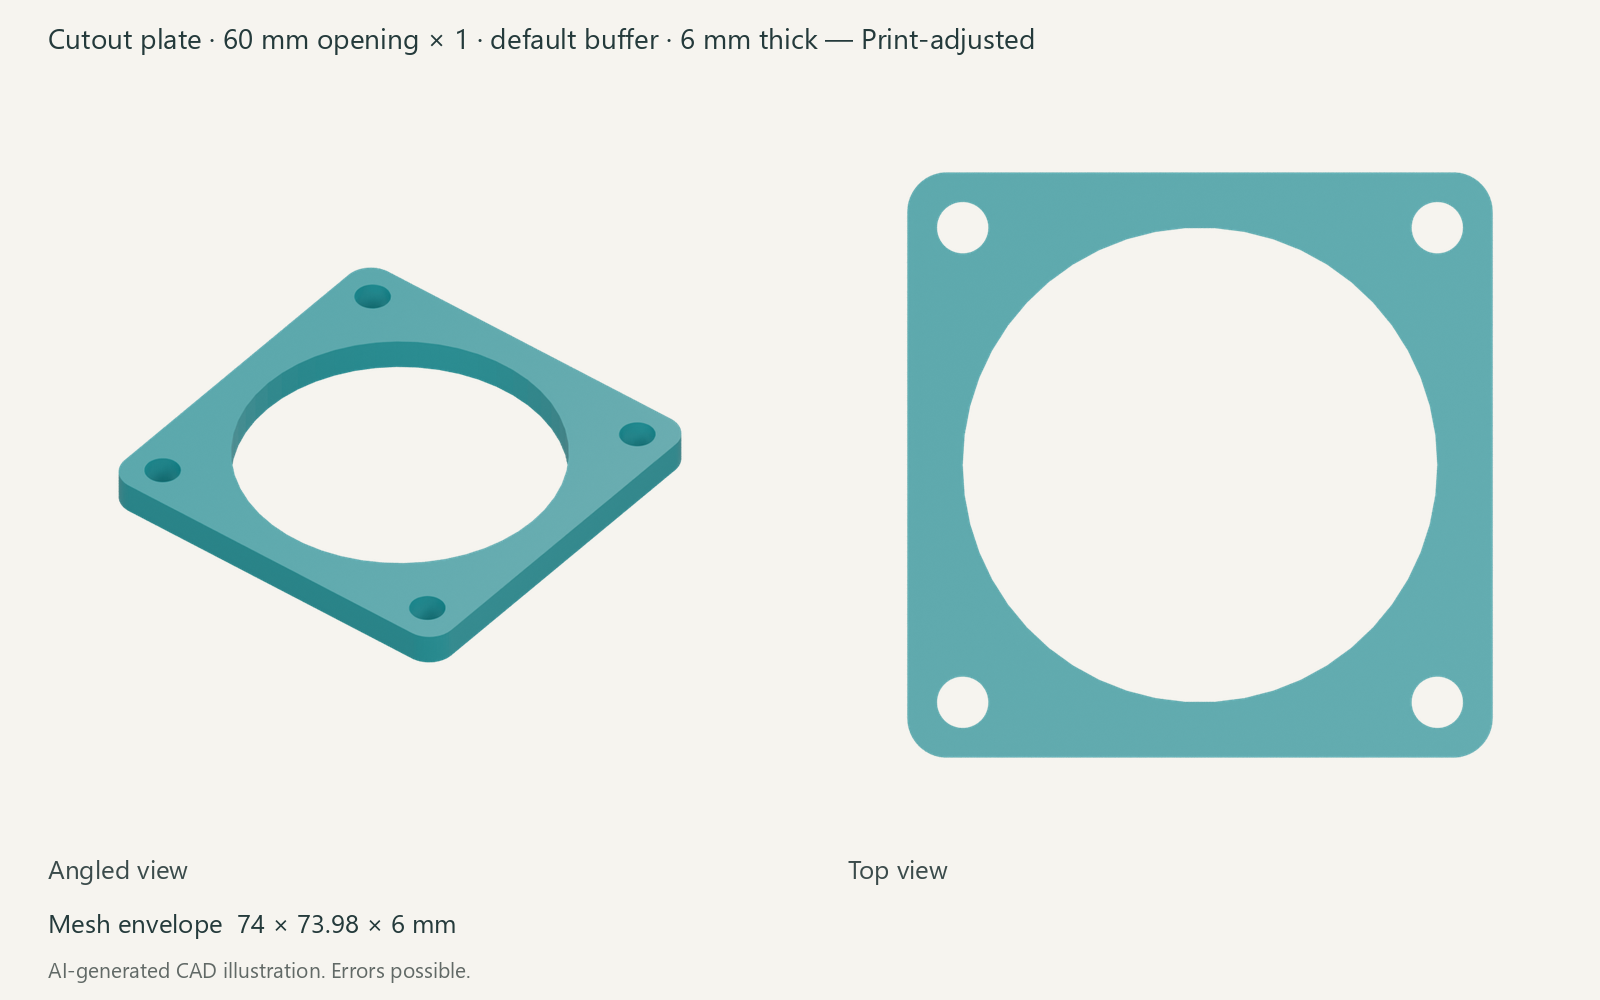 Cutout plate · 60 mm opening × 1 · default buffer · 6 mm thick — Print-adjusted
Angled view
Top view
Mesh envelope 74 × 73.98 × 6 mm
AI-generated CAD illustration. Errors possible.